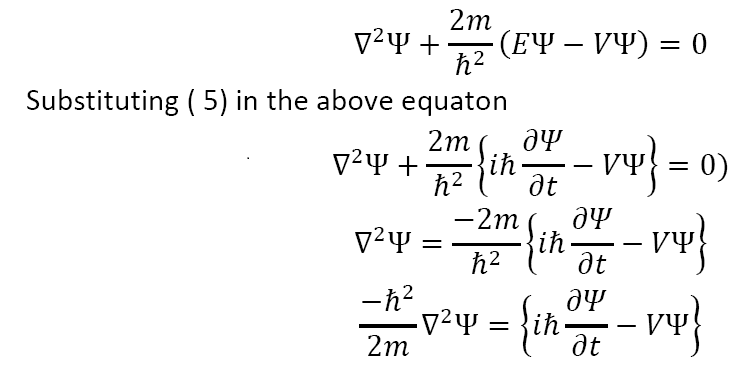 ∇²Ψ + 2m/ħ² (EΨ − VΨ) = 0
Substituting ( 5) in the above equaton
∇²Ψ + 2m/ħ² {iħ ∂Ψ/∂t − VΨ} = 0)
∇²Ψ = −2m/ħ² {iħ ∂Ψ/∂t − VΨ}
−ħ²/2m ∇²Ψ = {iħ ∂Ψ/∂t − VΨ}